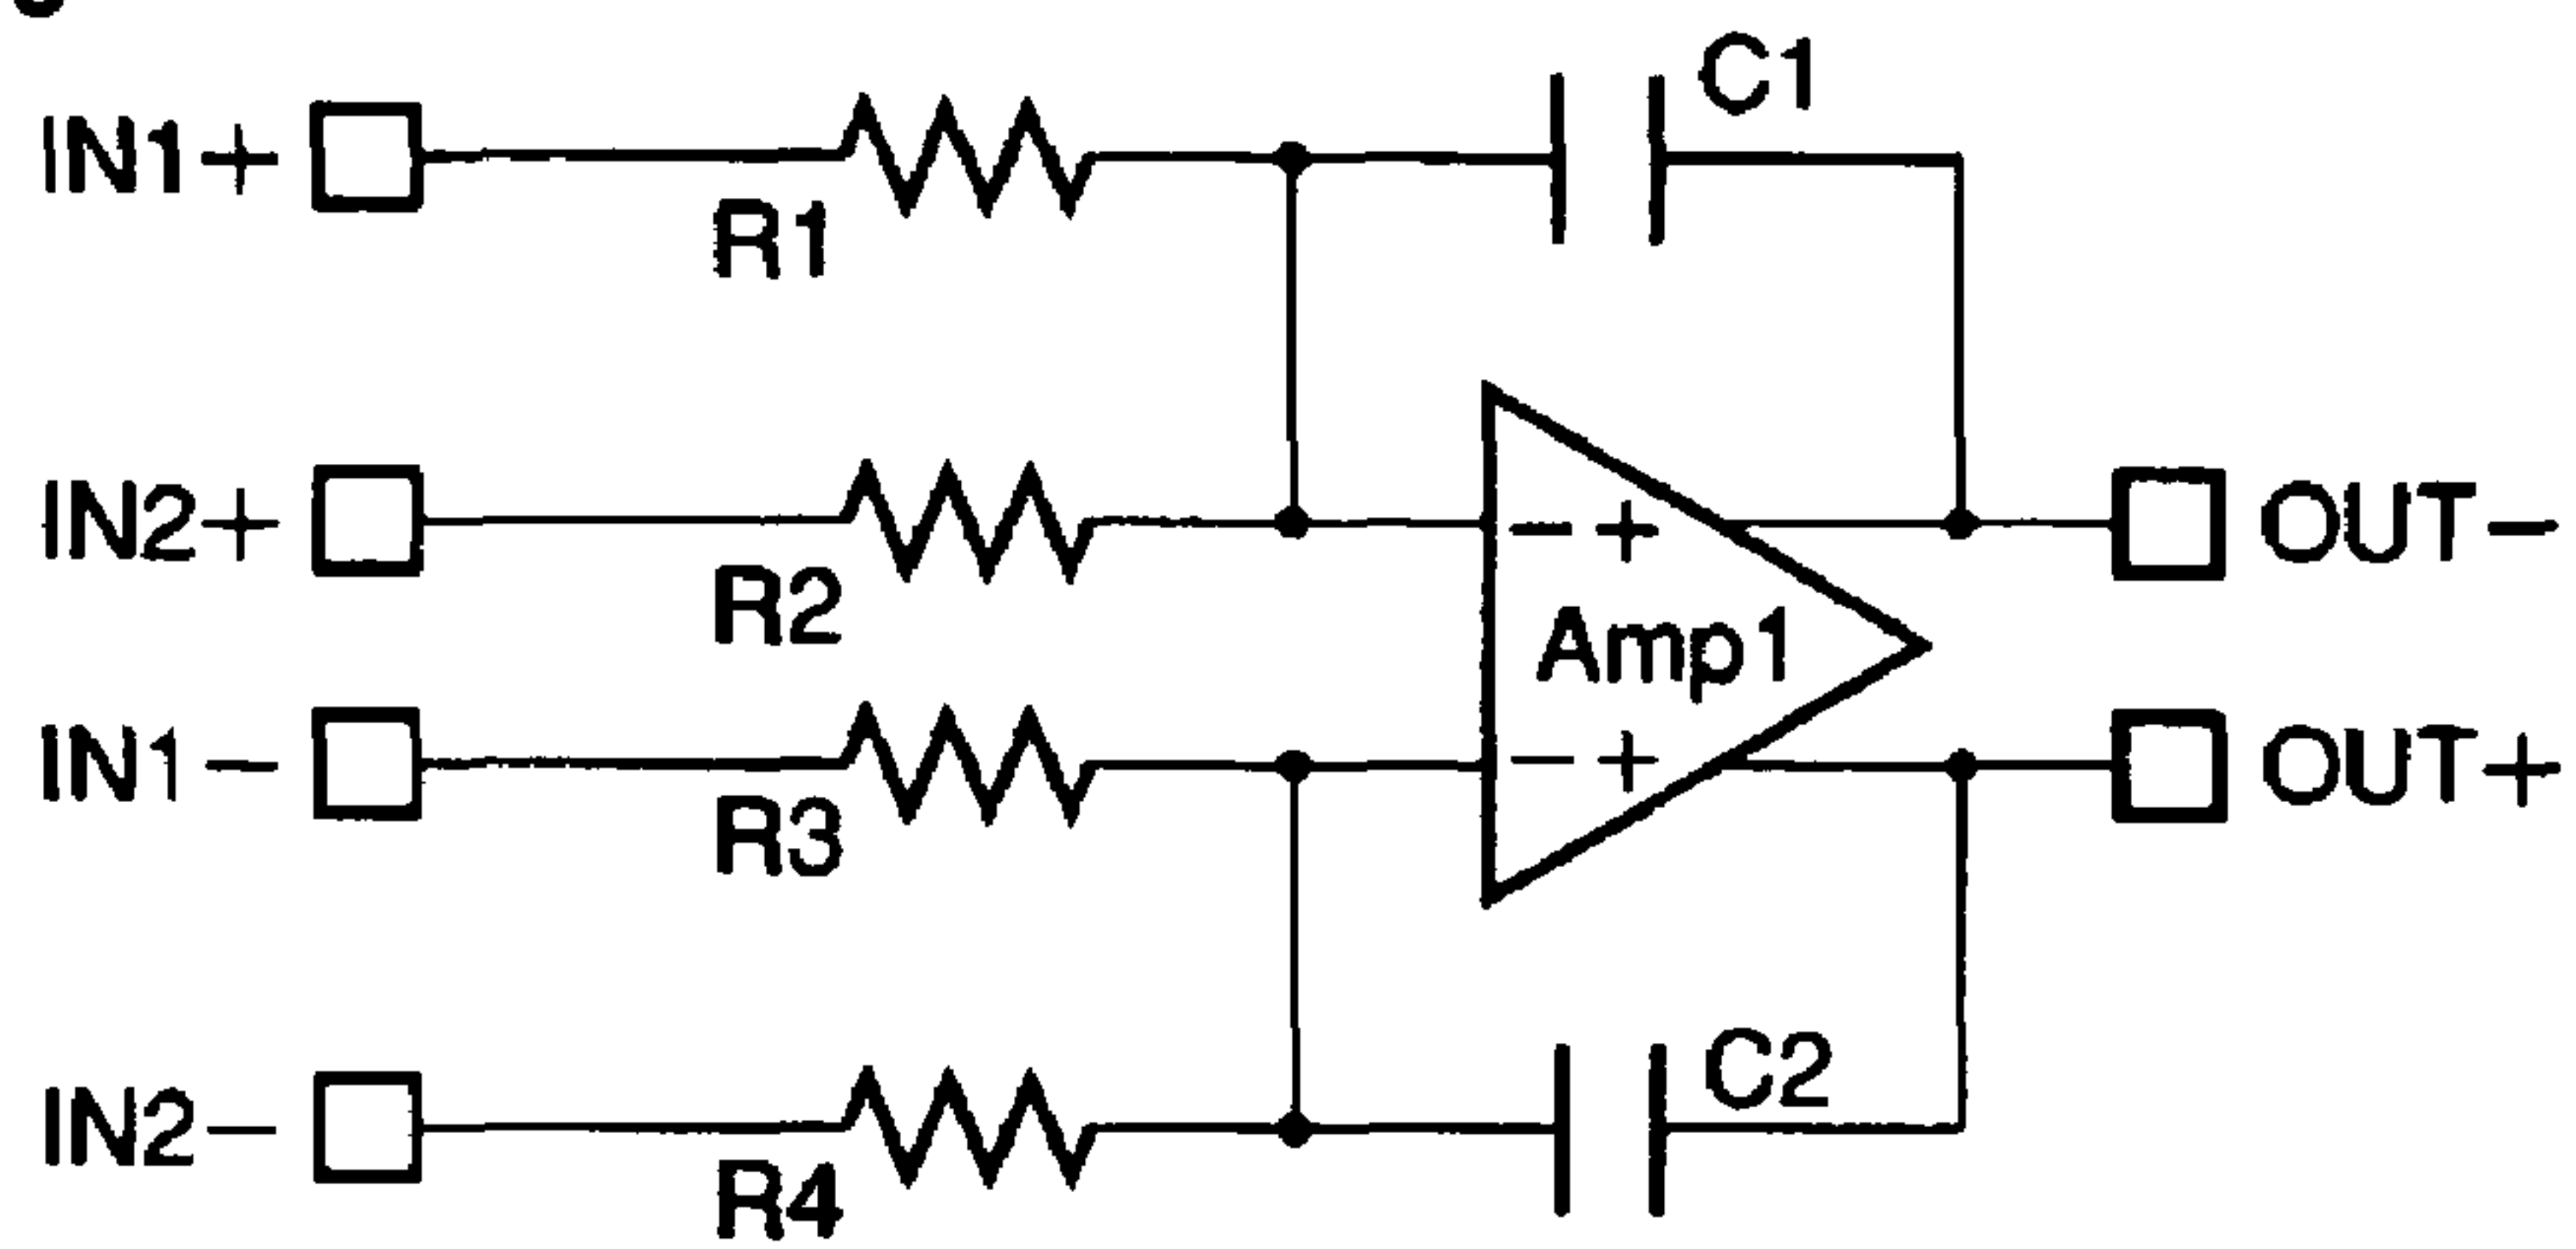 C1
IN1+
R1
IN2+ − + OUT−
R2 Amp1
IN1− − + OUT+
R3
C2
IN2−
R4